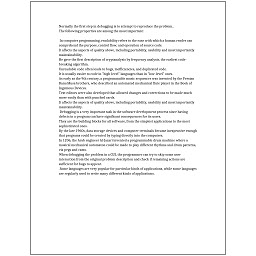 Normally the first step in debugging is to attempt to reproduce the problem.
The following properties are among the most important:
In computer programming, readability refers to the ease with which a human reader can
comprehend the purpose, control flow, and operation of source code.
It affects the aspects of quality above, including portability, usability and most importantly
maintainability.
He gave the first description of cryptanalysis by frequency analysis, the earliest code-
breaking algorithm.
Unreadable code often leads to bugs, inefficiencies, and duplicated code.
It is usually easier to code in "high-level" languages than in "low-level" ones.
As early as the 9th century, a programmable music sequencer was invented by the Persian
Banu Musa brothers, who described an automated mechanical flute player in the Book of
Ingenious Devices.
Text editors were also developed that allowed changes and corrections to be made much
more easily than with punched cards.
It affects the aspects of quality above, including portability, usability and most importantly
maintainability.
Debugging is a very important task in the software development process since having
defects in a program can have significant consequences for its users.
They are the building blocks for all software, from the simplest applications to the most
sophisticated ones.
By the late 1960s, data storage devices and computer terminals became inexpensive enough
that programs could be created by typing directly into the computers.
In 1206, the Arab engineer Al-Jazari invented a programmable drum machine where a
musical mechanical automaton could be made to play different rhythms and drum patterns,
via pegs and cams.
When debugging the problem in a GUI, the programmer can try to skip some user
interaction from the original problem description and check if remaining actions are
sufficient for bugs to appear.
Some languages are very popular for particular kinds of applications, while some languages
are regularly used to write many different kinds of applications.